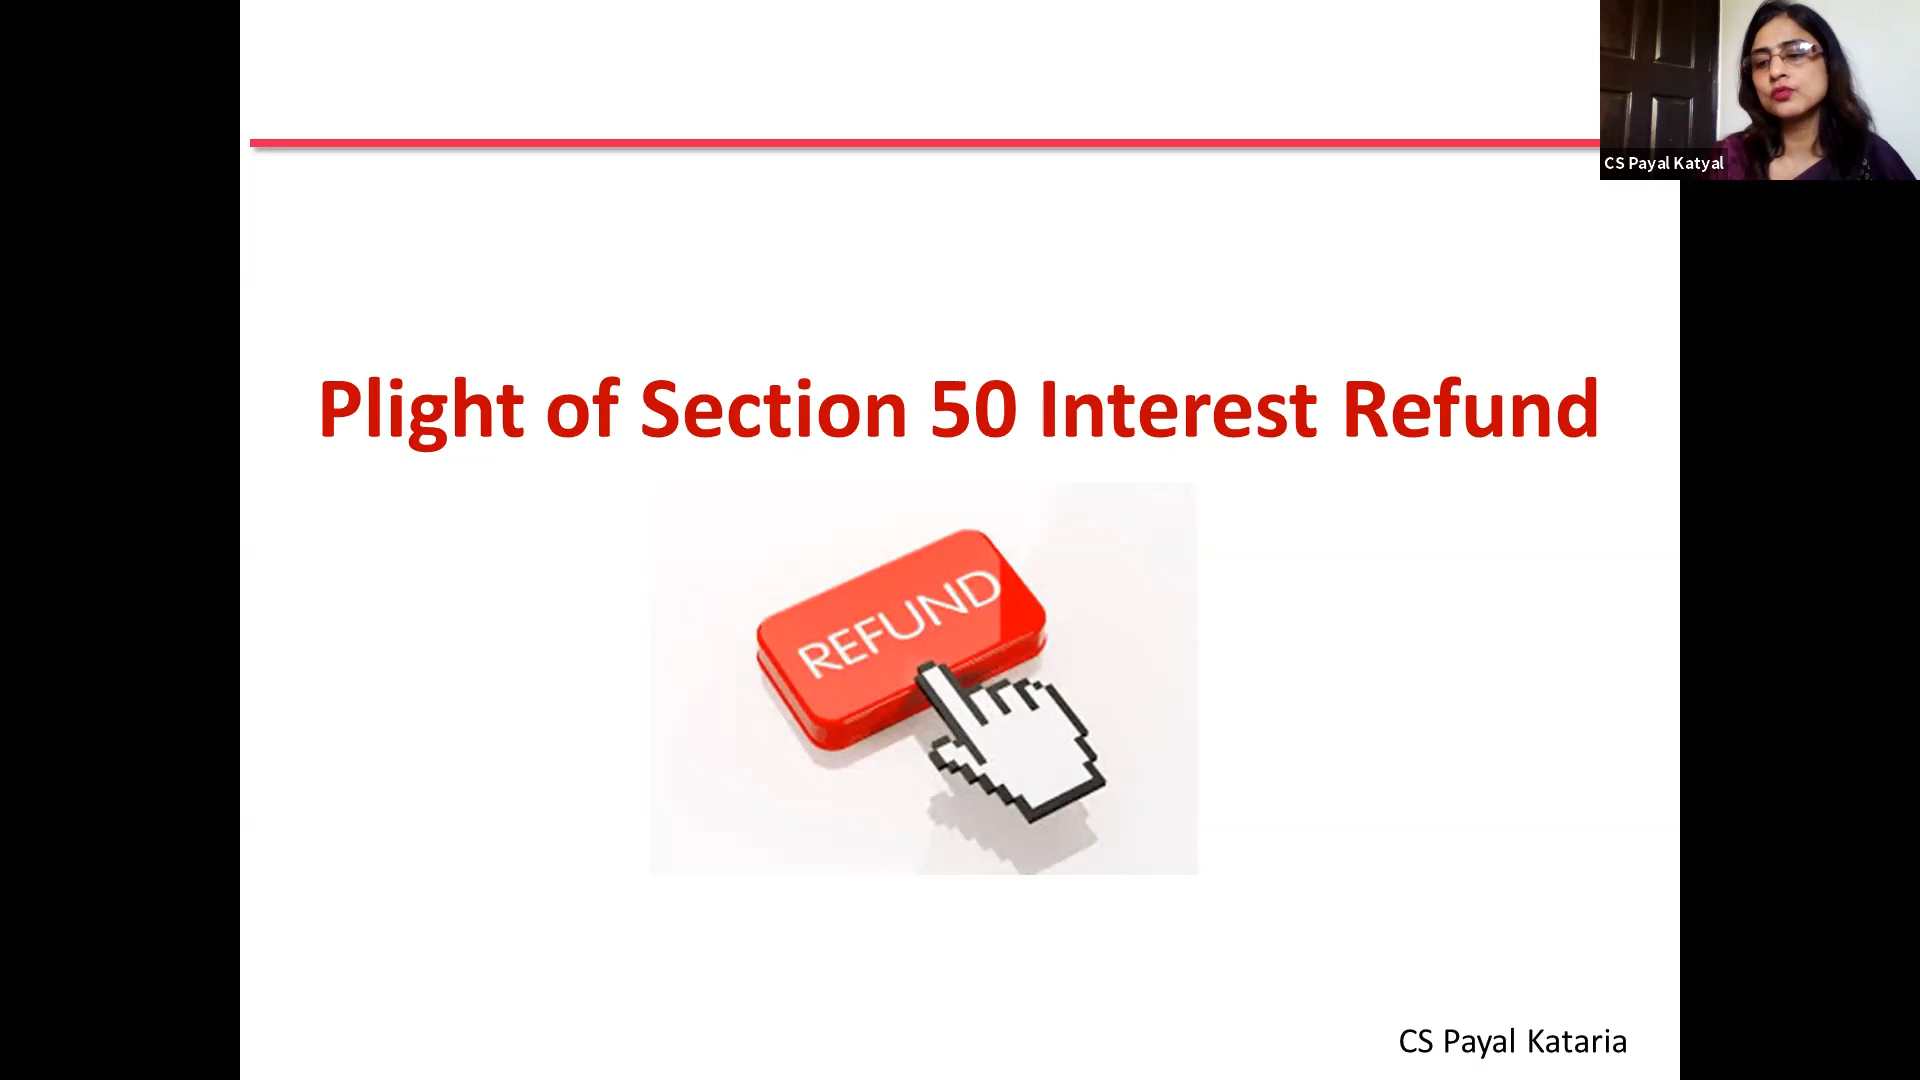 CS Payal Katyal
Plight of Section 50 Interest Refund
REFUND
CS Payal Kataria